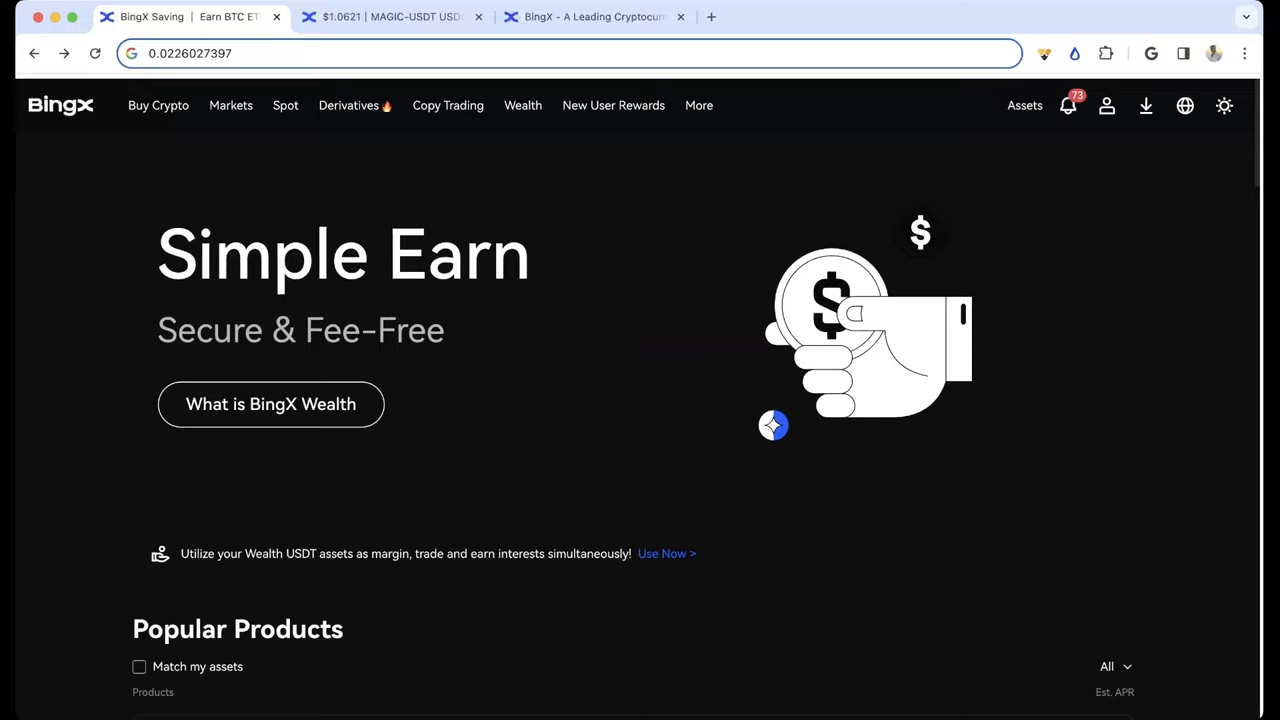 BingX Saving | Earn BTC ET
$1.0621 | MAGIC-USDT USD
BingX - A Leading Cryptocurr
0.0226027397
BingX
Buy Crypto
Markets
Spot
Derivatives
Copy Trading
Wealth
New User Rewards
More
Assets
73
Simple Earn
Secure & Fee-Free
What is BingX Wealth
Utilize your Wealth USDT assets as margin, trade and earn interests simultaneously! Use Now >
Popular Products
Match my assets
All
Products
Est. APR